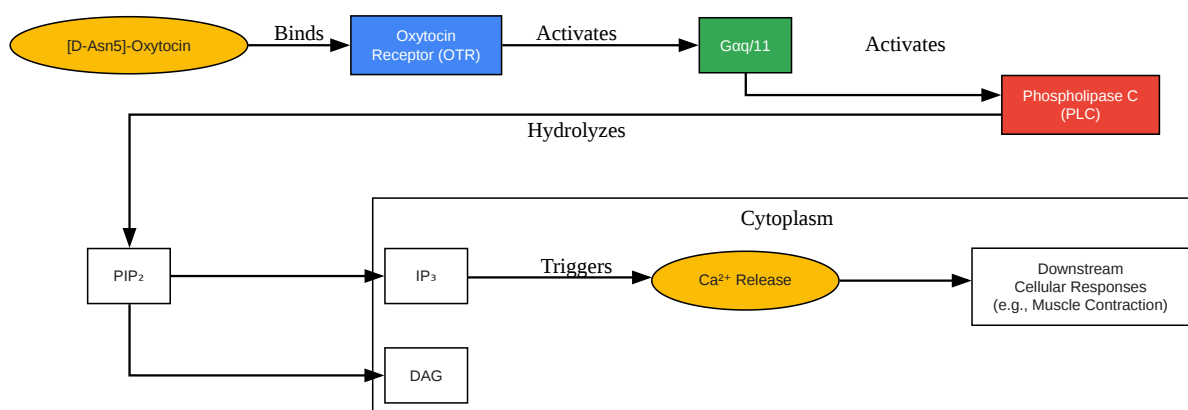 [D-Asn5]-Oxytocin
Binds
Oxytocin
Receptor (OTR)
Activates
Gαq/11
Activates
Phospholipase C
(PLC)
Hydrolyzes
Cytoplasm
PIP₂
IP₃
Triggers
Ca²⁺ Release
Downstream
Cellular Responses
(e.g., Muscle Contraction)
DAG